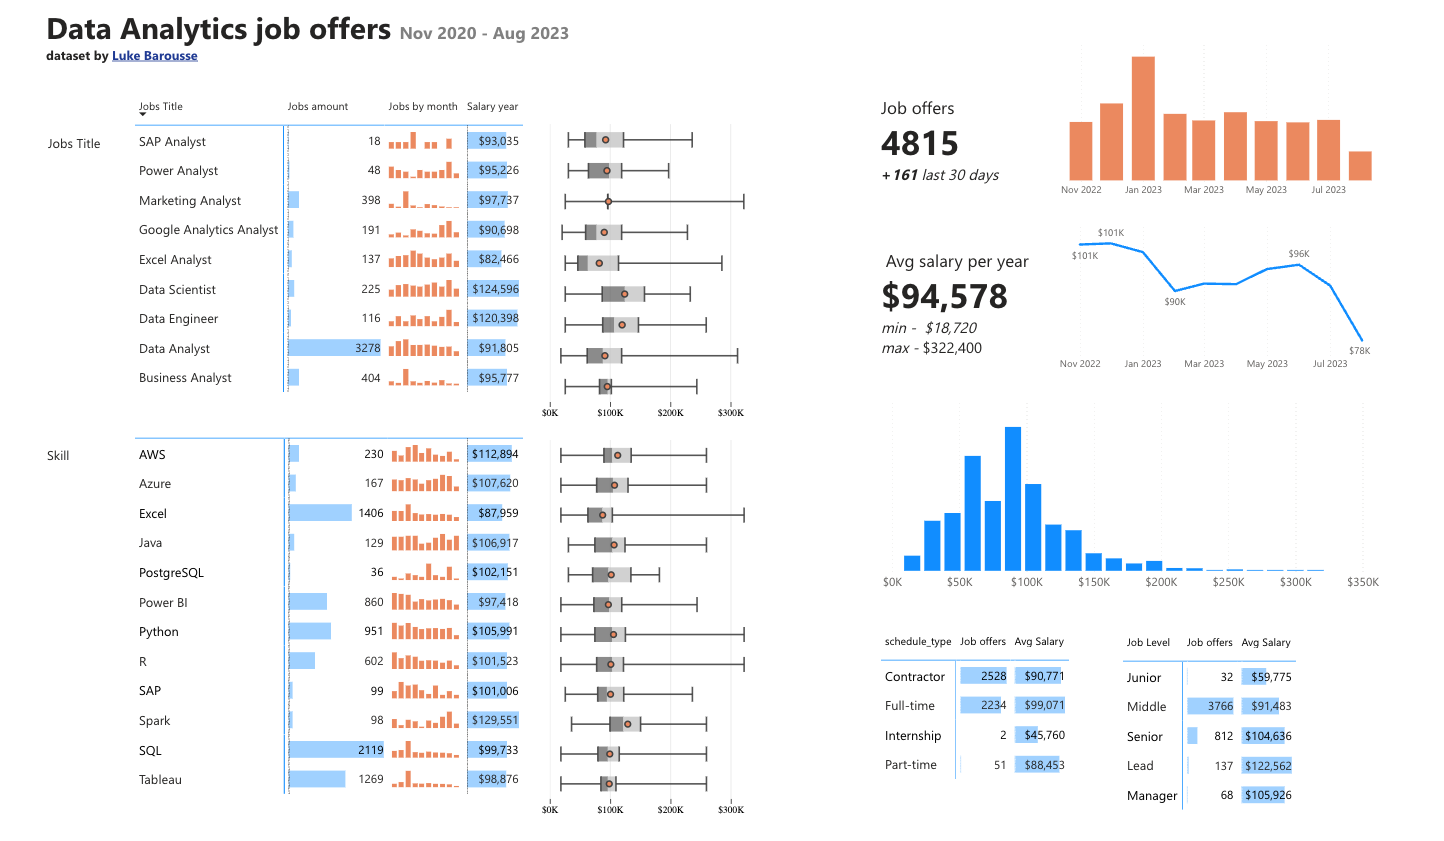 Data Analytics job offers Nov 2020 - Aug 2023
dataset by Luke Barousse
Jobs Title Jobs amount Jobs by month Salary year
Jobs Title
SAP Analyst 18 $93,035
Power Analyst 48 $95,226
Marketing Analyst 398 $97,737
Google Analytics Analyst 191 $90,698
Excel Analyst 137 $82,466
Data Scientist 225 $124,596
Data Engineer 116 $120,398
Data Analyst 3278 $91,805
Business Analyst 404 $95,777
$0K $100K $200K $300K
Skill
AWS 230 $112,894
Azure 167 $107,620
Excel 1406 $87,959
Java 129 $106,917
PostgreSQL 36 $102,151
Power BI 860 $97,418
Python 951 $105,991
R 602 $101,523
SAP 99 $101,006
Spark 98 $129,551
SQL 2119 $99,733
Tableau 1269 $98,876
$0K $100K $200K $300K
Job offers
4815
+161 last 30 days
Nov 2022 Jan 2023 Mar 2023 May 2023 Jul 2023
Avg salary per year
$94,578
min - $18,720
max - $322,400
$101K
$101K
$90K
$96K
$78K
Nov 2022 Jan 2023 Mar 2023 May 2023 Jul 2023
$0K $50K $100K $150K $200K $250K $300K $350K
schedule_type Job offers Avg Salary
Contractor 2528 $90,771
Full-time 2234 $99,071
Internship 2 $45,760
Part-time 51 $88,453
Job Level Job offers Avg Salary
Junior 32 $59,775
Middle 3766 $91,483
Senior 812 $104,636
Lead 137 $122,562
Manager 68 $105,926